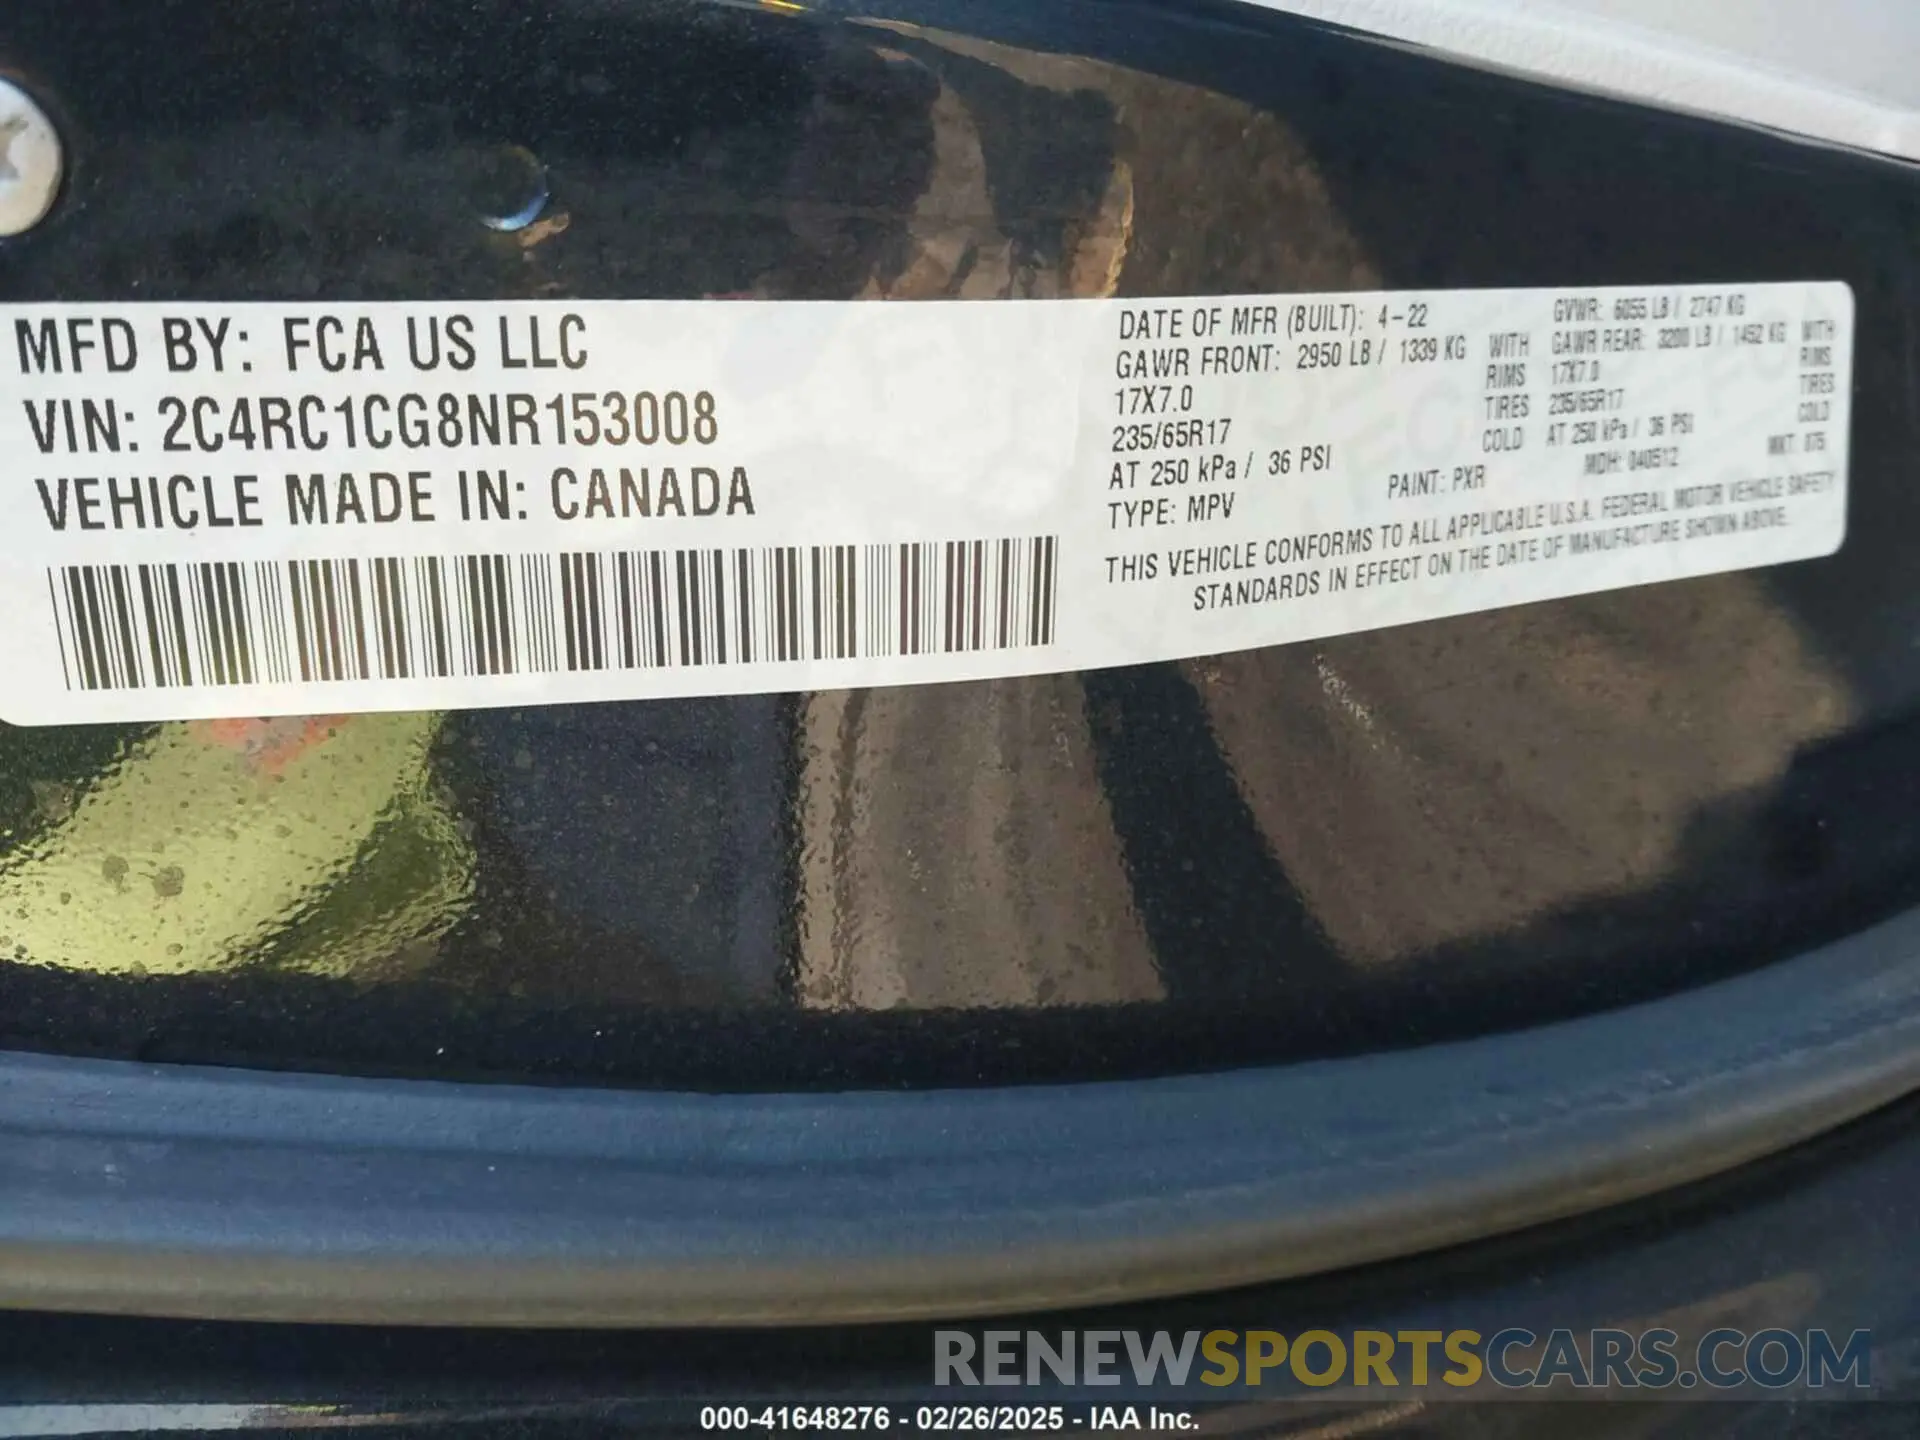 MFD BY: FCA US LLC
VIN: 2C4RC1CG8NR153008
VEHICLE MADE IN: CANADA
DATE OF MFR (BUILT): 4-22 GVWR: 6055 LB / 2747 KG
GAWR FRONT: 2950 LB / 1339 KG WITH GAWR REAR: 3200 LB / 1452 KG WITH
17X7.0 RIMS 17X7.0 RIMS
235/65R17 TIRES 235/65R17 TIRES
AT 250 kPa / 36 PSI COLD AT 250 kPa / 36 PSI COLD
TYPE: MPV PAINT: PXR MDH: 040512 MKT:
THIS VEHICLE CONFORMS TO ALL APPLICABLE U.S.A. FEDERAL MOTOR VEHICLE SAFETY
STANDARDS IN EFFECT ON THE DATE OF MANUFACTURE SHOWN ABOVE.
RENEWSPORTSCARS.COM
000-41648276 - 02/26/2025 - IAA Inc.